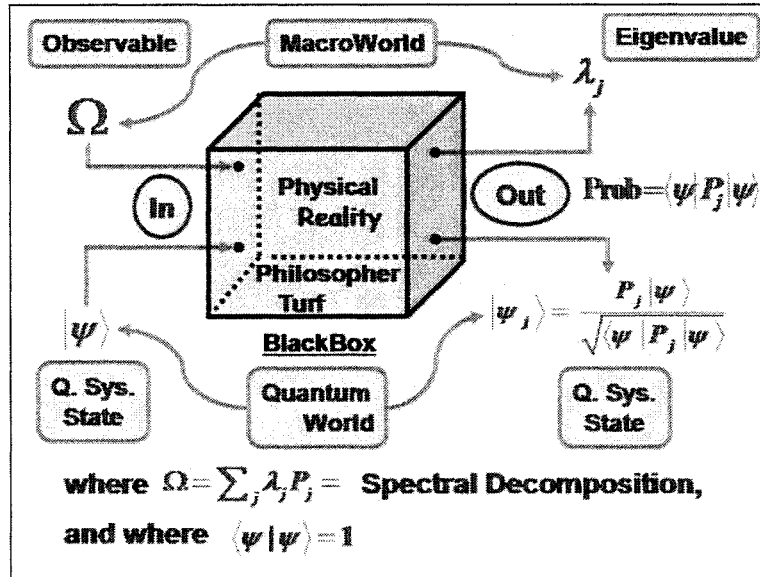 Observable
MacroWorld
Eigenvalue
Ω
λ_j
In
Physical
Reality
Out
Prob=⟨ψ|P_j|ψ⟩
Philosopher
Turf
|ψ⟩
BlackBox
|ψ_j⟩ = P_j|ψ⟩ / √⟨ψ|P_j|ψ⟩
Q. Sys.
State
Quantum
World
Q. Sys.
State
where Ω = ∑_j λ_j P_j = Spectral Decomposition,
and where ⟨ψ|ψ⟩=1